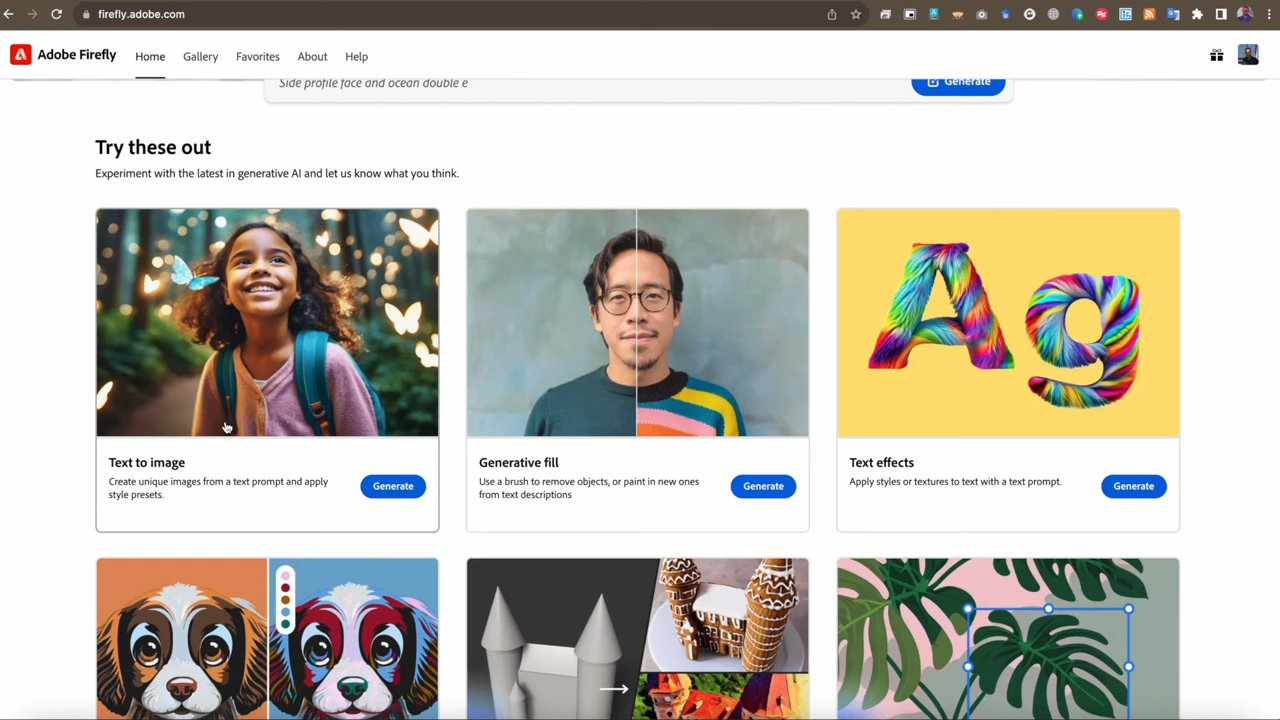 firefly.adobe.com
Adobe Firefly
Home
Gallery
Favorites
About
Help
Side profile face and ocean double e
Generate
Try these out
Experiment with the latest in generative AI and let us know what you think.
Text to image
Create unique images from a text prompt and apply
style presets.
Generate
Generative fill
Use a brush to remove objects, or paint in new ones
from text descriptions
Generate
Ag
Text effects
Apply styles or textures to text with a text prompt.
Generate